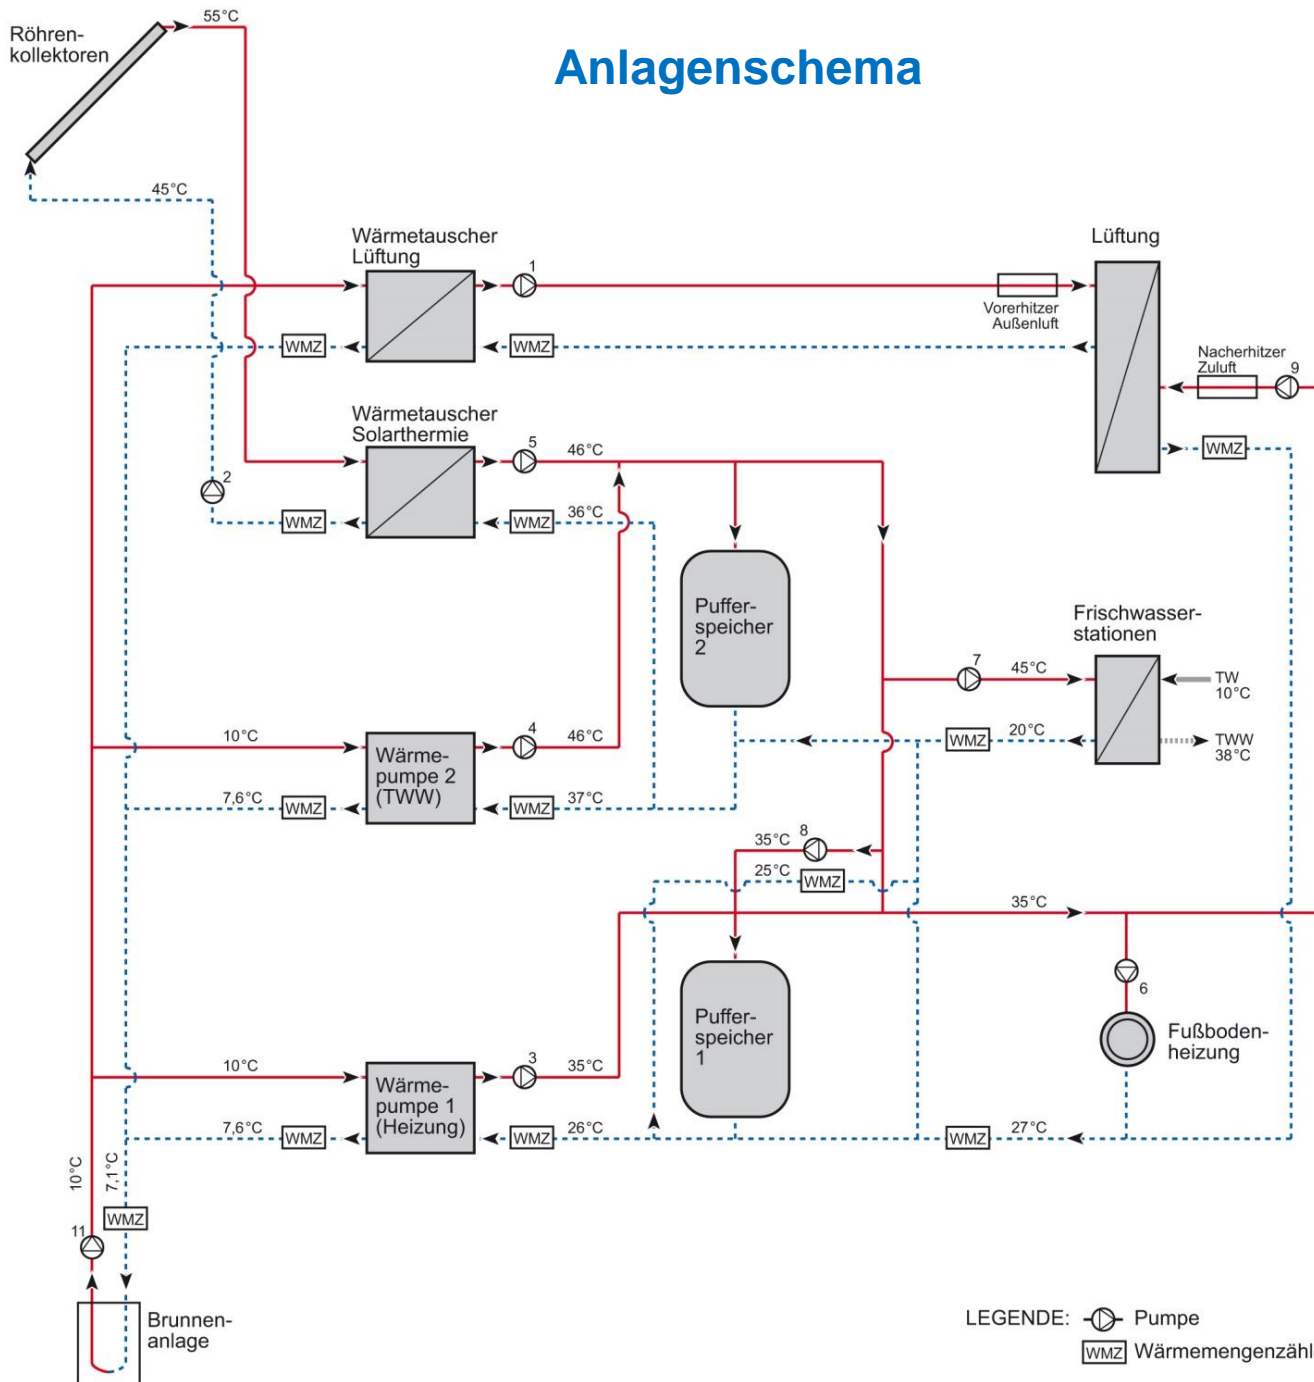 Anlagenschema
55°C
Röhren-
kollektoren
45°C
Wärmetauscher
Lüftung
1
Lüftung
Vorerhitzer
Außenluft
WMZ
WMZ
Nacherhitzer
Zuluft
9
Wärmetauscher
Solarthermie
5
46°C
WMZ
2
WMZ
WMZ
36°C
Puffer-
speicher
2
Frischwasser-
stationen
7
45°C
TW
10°C
10°C
4
46°C
WMZ
20°C
TWW
38°C
Wärme-
pumpe 2
(TWW)
7,6°C
WMZ
WMZ
37°C
35°C
8
25°C
WMZ
35°C
6
Puffer-
speicher
1
Fußboden-
heizung
10°C
3
35°C
Wärme-
pumpe 1
(Heizung)
7,6°C
WMZ
WMZ
26°C
WMZ
27°C
10°C
7,1°C
WMZ
11
Brunnen-
anlage
LEGENDE:
Pumpe
WMZ
Wärmemengenzähl